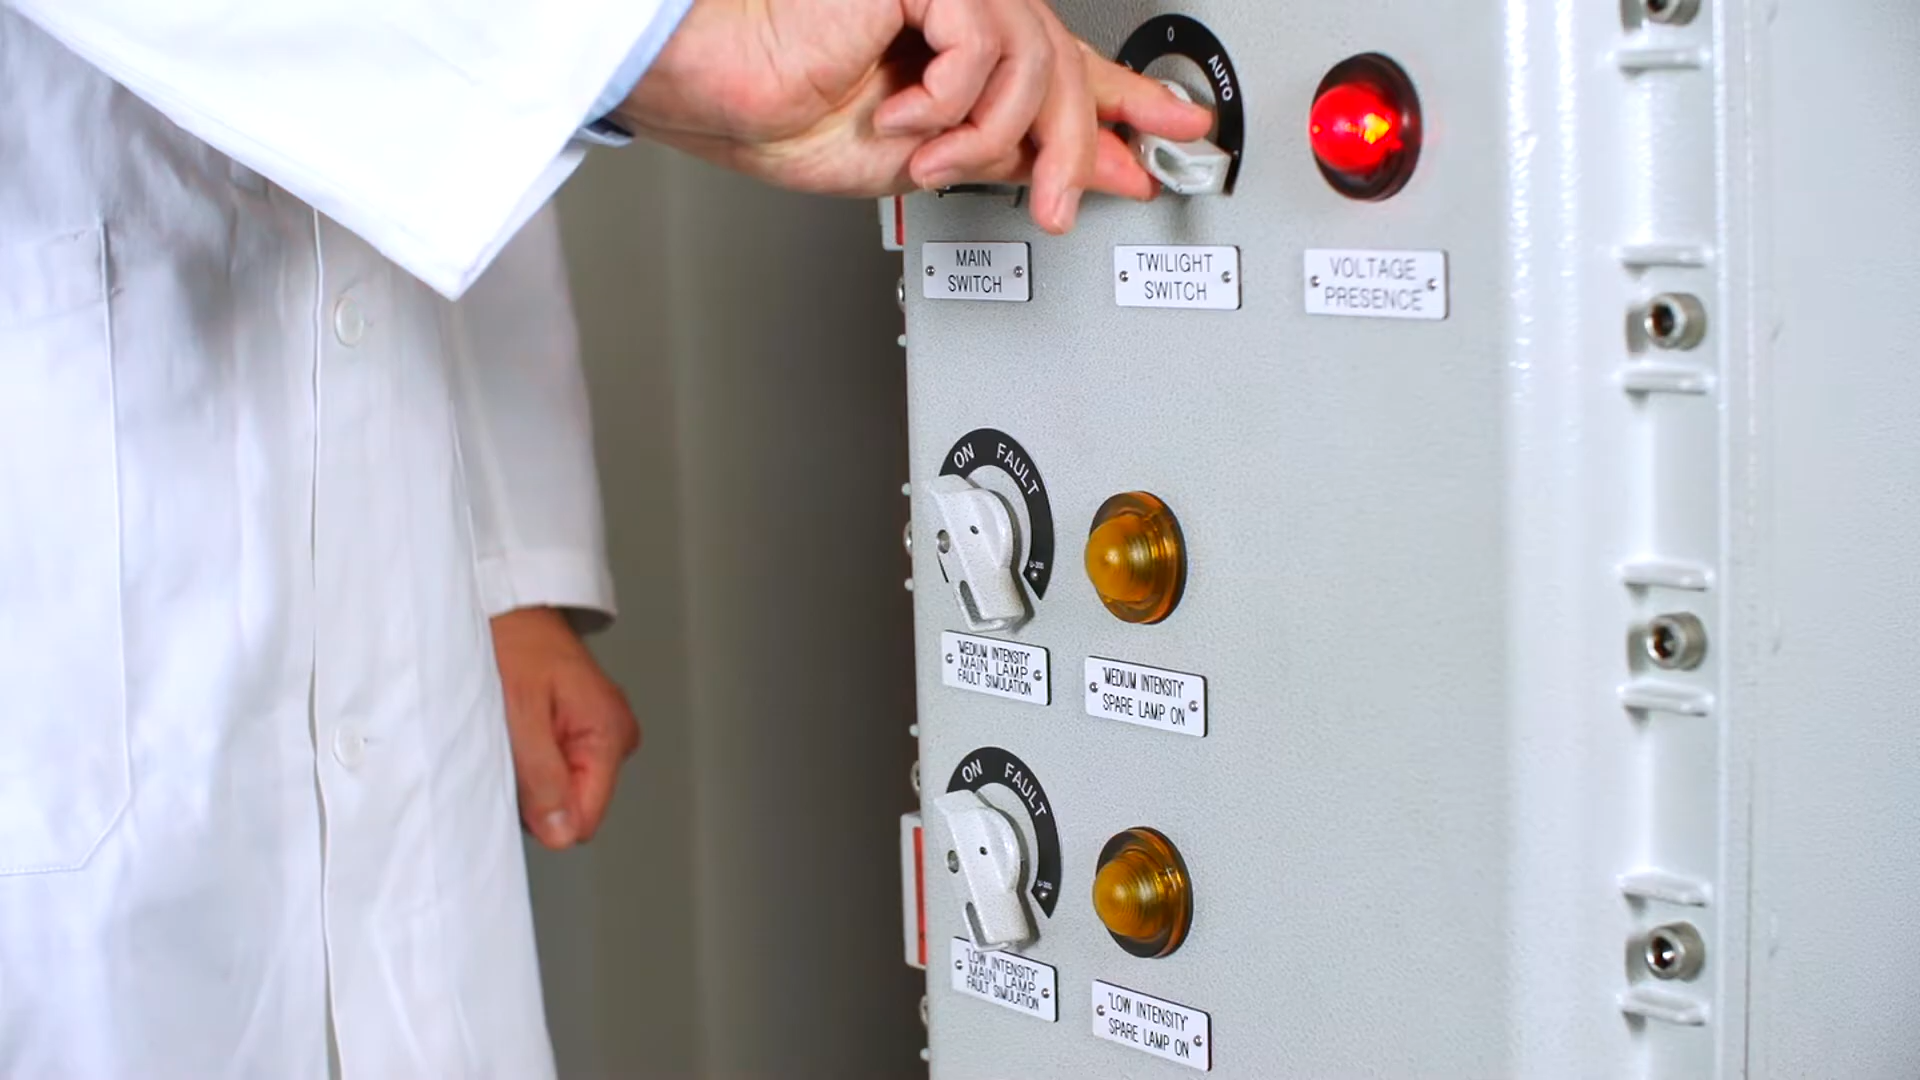 0
AUTO
MAIN
SWITCH
TWILIGHT
SWITCH
VOLTAGE
PRESENCE
ON FAULT
"MEDIUM INTENSITY"
MAIN LAMP
FAULT SIMULATION
"MEDIUM INTENSITY"
SPARE LAMP ON
ON FAULT
"LOW INTENSITY"
MAIN LAMP
FAULT SIMULATION
"LOW INTENSITY"
SPARE LAMP ON